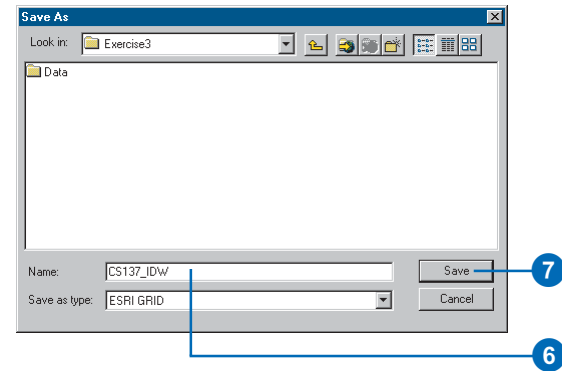 Save As
Look in: Exercise3
Data
Name: CS137_IDW Save 7
Save as type: ESRI GRID Cancel
6